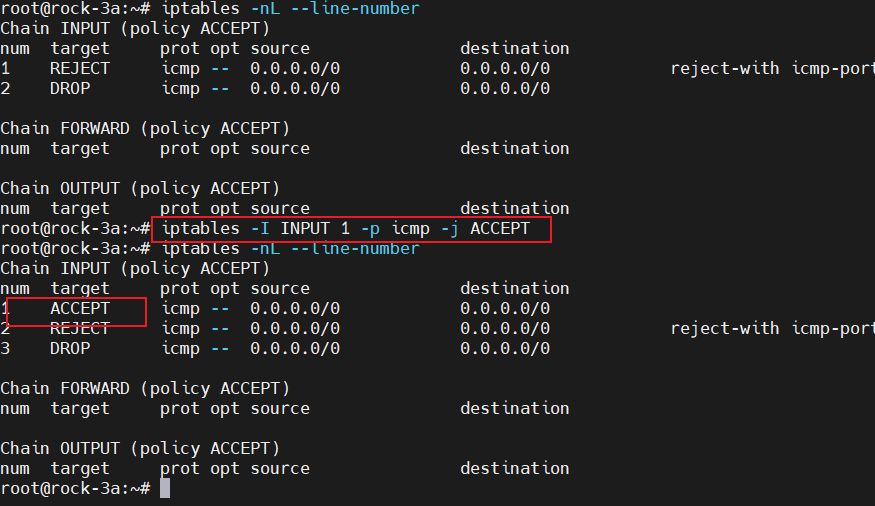 root@rock-3a:~# iptables -nL --line-number
Chain INPUT (policy ACCEPT)
num target prot opt source destination
1 REJECT icmp -- 0.0.0.0/0 0.0.0.0/0 reject-with icmp-port
2 DROP icmp -- 0.0.0.0/0 0.0.0.0/0
Chain FORWARD (policy ACCEPT)
num target prot opt source destination
Chain OUTPUT (policy ACCEPT)
num target prot opt source destination
root@rock-3a:~# iptables -I INPUT 1 -p icmp -j ACCEPT
root@rock-3a:~# iptables -nL --line-number
Chain INPUT (policy ACCEPT)
num target prot opt source destination
1 ACCEPT icmp -- 0.0.0.0/0 0.0.0.0/0
2 REJECT icmp -- 0.0.0.0/0 0.0.0.0/0 reject-with icmp-port
3 DROP icmp -- 0.0.0.0/0 0.0.0.0/0
Chain FORWARD (policy ACCEPT)
num target prot opt source destination
Chain OUTPUT (policy ACCEPT)
num target prot opt source destination
root@rock-3a:~#